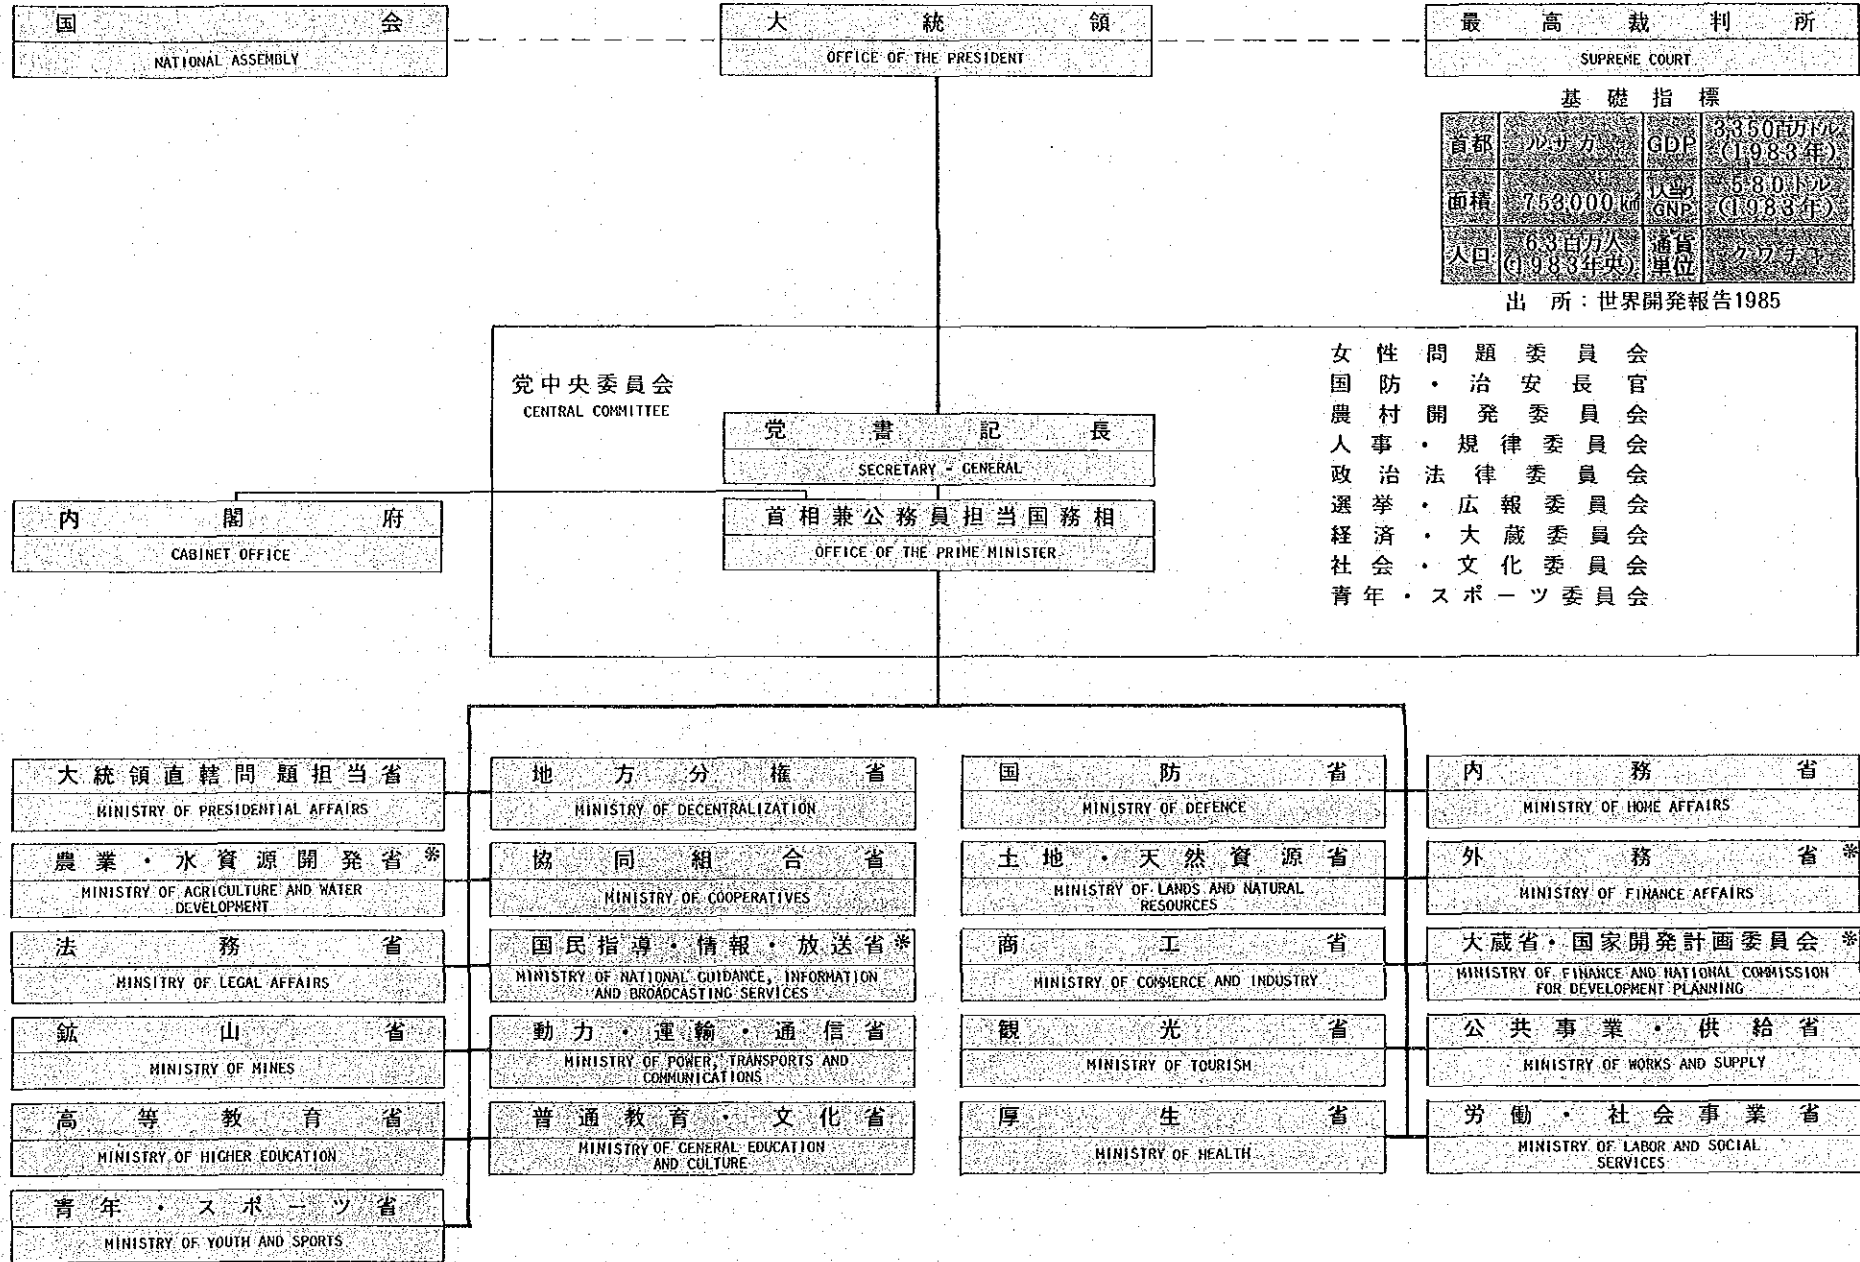 国会
NATIONAL ASSEMBLY
大統領
OFFICE OF THE PRESIDENT
最高裁判所
SUPREME COURT
基礎指標
首都 ルサカ GDP 3,350百万ドル (1983年)
面積 753,000㎢ 1人当り GNP 580ドル (1983年)
人口 6.3百万人 (1983年央) 通貨単位 クワチャ
出所:世界開発報告1985
党中央委員会
CENTRAL COMMITTEE
党書記長
SECRETARY - GENERAL
首相兼公務員担当国務相
OFFICE OF THE PRIME MINISTER
内閣府
CABINET OFFICE
女性問題委員会
国防・治安長官
農村開発委員会
人事・規律委員会
政治法律委員会
選挙・広報委員会
経済・大蔵委員会
社会・文化委員会
青年・スポーツ委員会
大統領直轄問題担当省
MINISTRY OF PRESIDENTIAL AFFAIRS
地方分権省
MINISTRY OF DECENTRALIZATION
国防省
MINISTRY OF DEFENCE
内務省
MINISTRY OF HOME AFFAIRS
農業・水資源開発省※
MINISTRY OF AGRICULTURE AND WATER
DEVELOPMENT
協同組合省
MINISTRY OF COOPERATIVES
土地・天然資源省
MINISTRY OF LANDS AND NATURAL
RESOURCES
外務省※
MINISTRY OF FINANCE AFFAIRS
法務省
MINSITRY OF LEGAL AFFAIRS
国民指導・情報・放送省※
MINISTRY OF NATIONAL GUIDANCE, INFORMATION
AND BROADCASTING SERVICES
商工省
MINISTRY OF COMMERCE AND INDUSTRY
大蔵省・国家開発計画委員会※
MINISTRY OF FINANCE AND NATIONAL COMMISSION
FOR DEVELOPMENT PLANNING
鉱山省
MINISTRY OF MINES
動力・運輸・通信省
MINISTRY OF POWER, TRANSPORTS AND
COMMUNICATIONS
観光省
MINISTRY OF TOURISM
公共事業・供給省
MINISTRY OF WORKS AND SUPPLY
高等教育省
MINISTRY OF HIGHER EDUCATION
普通教育・文化省
MINISTRY OF GENERAL EDUCATION
AND CULTURE
厚生省
MINISTRY OF HEALTH
労働・社会事業省
MINISTRY OF LABOR AND SOCIAL
SERVICES
青年・スポーツ省
MINISTRY OF YOUTH AND SPORTS